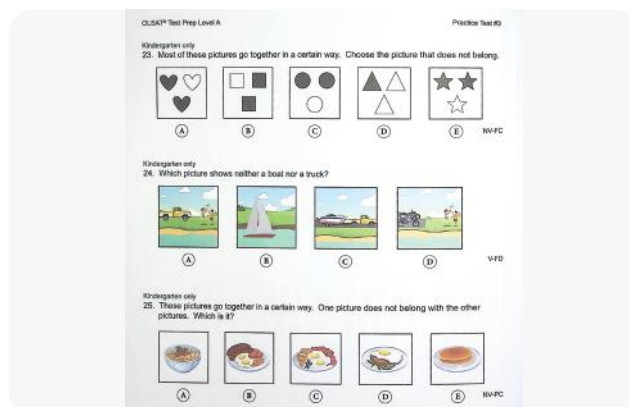 OLSAT® Test Prep Level A
Practice Test #3
Kindergarten only
23. Most of these pictures go together in a certain way. Choose the picture that does not belong.
A B C D E NV-FC
Kindergarten only
24. Which picture shows neither a boat nor a truck?
A B C D V-FD
Kindergarten only
25. These pictures go together in a certain way. One picture does not belong with the other
pictures. Which is it?
A B C D E NV-PC